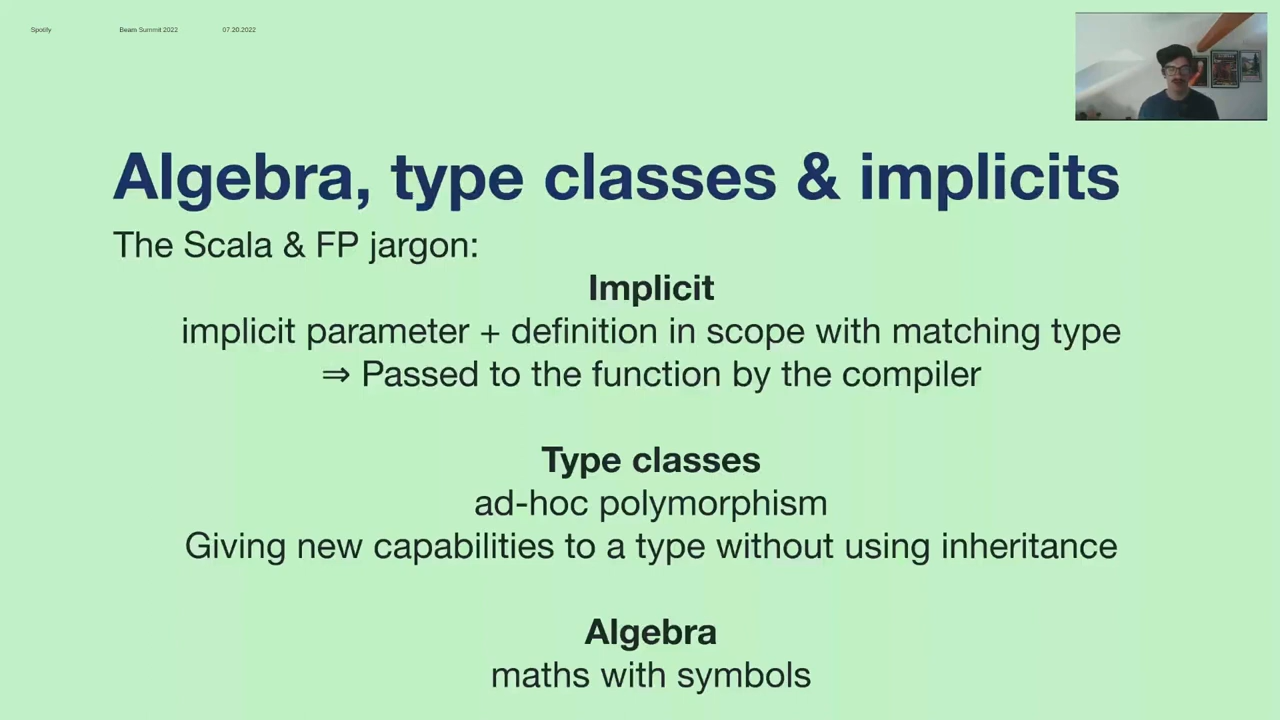 Spotify Beam Summit 2022 07.20.2022
Algebra, type classes & implicits
The Scala & FP jargon:
Implicit
implicit parameter + definition in scope with matching type
⇒ Passed to the function by the compiler
Type classes
ad-hoc polymorphism
Giving new capabilities to a type without using inheritance
Algebra
maths with symbols